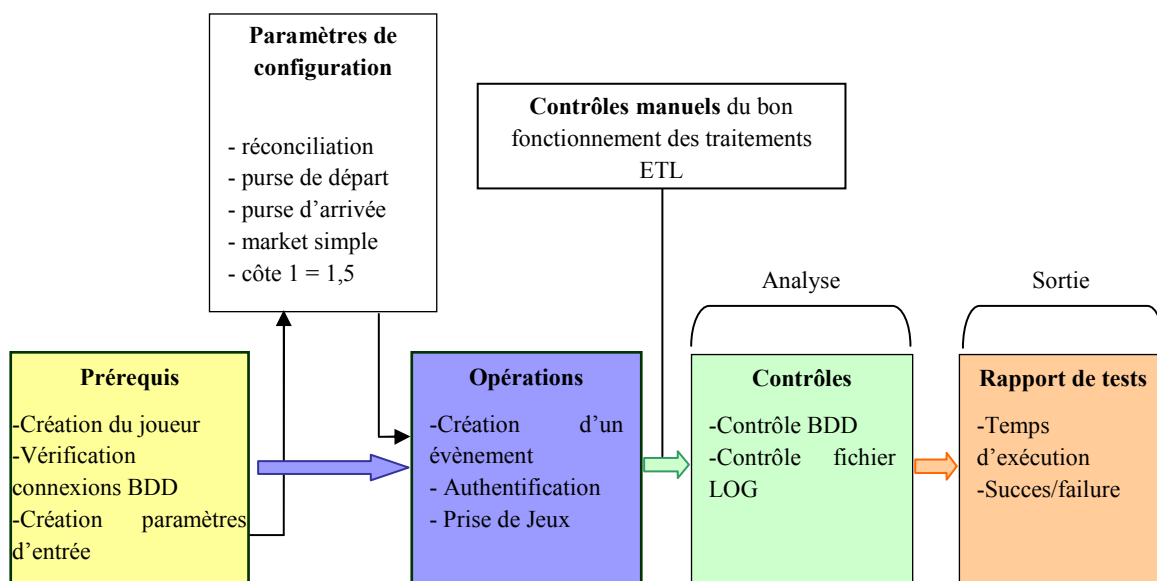 Paramètres de
configuration
- réconciliation
- purse de départ
- purse d'arrivée
- market simple
- côte 1 = 1,5
Contrôles manuels du bon
fonctionnement des traitements
ETL
Analyse
Sortie
Prérequis
-Création du joueur
-Vérification
connexions BDD
-Création paramètres
d'entrée
Opérations
-Création d'un
évènement
- Authentification
- Prise de Jeux
Contrôles
-Contrôle BDD
-Contrôle fichier
LOG
Rapport de tests
-Temps
d'exécution
-Succes/failure